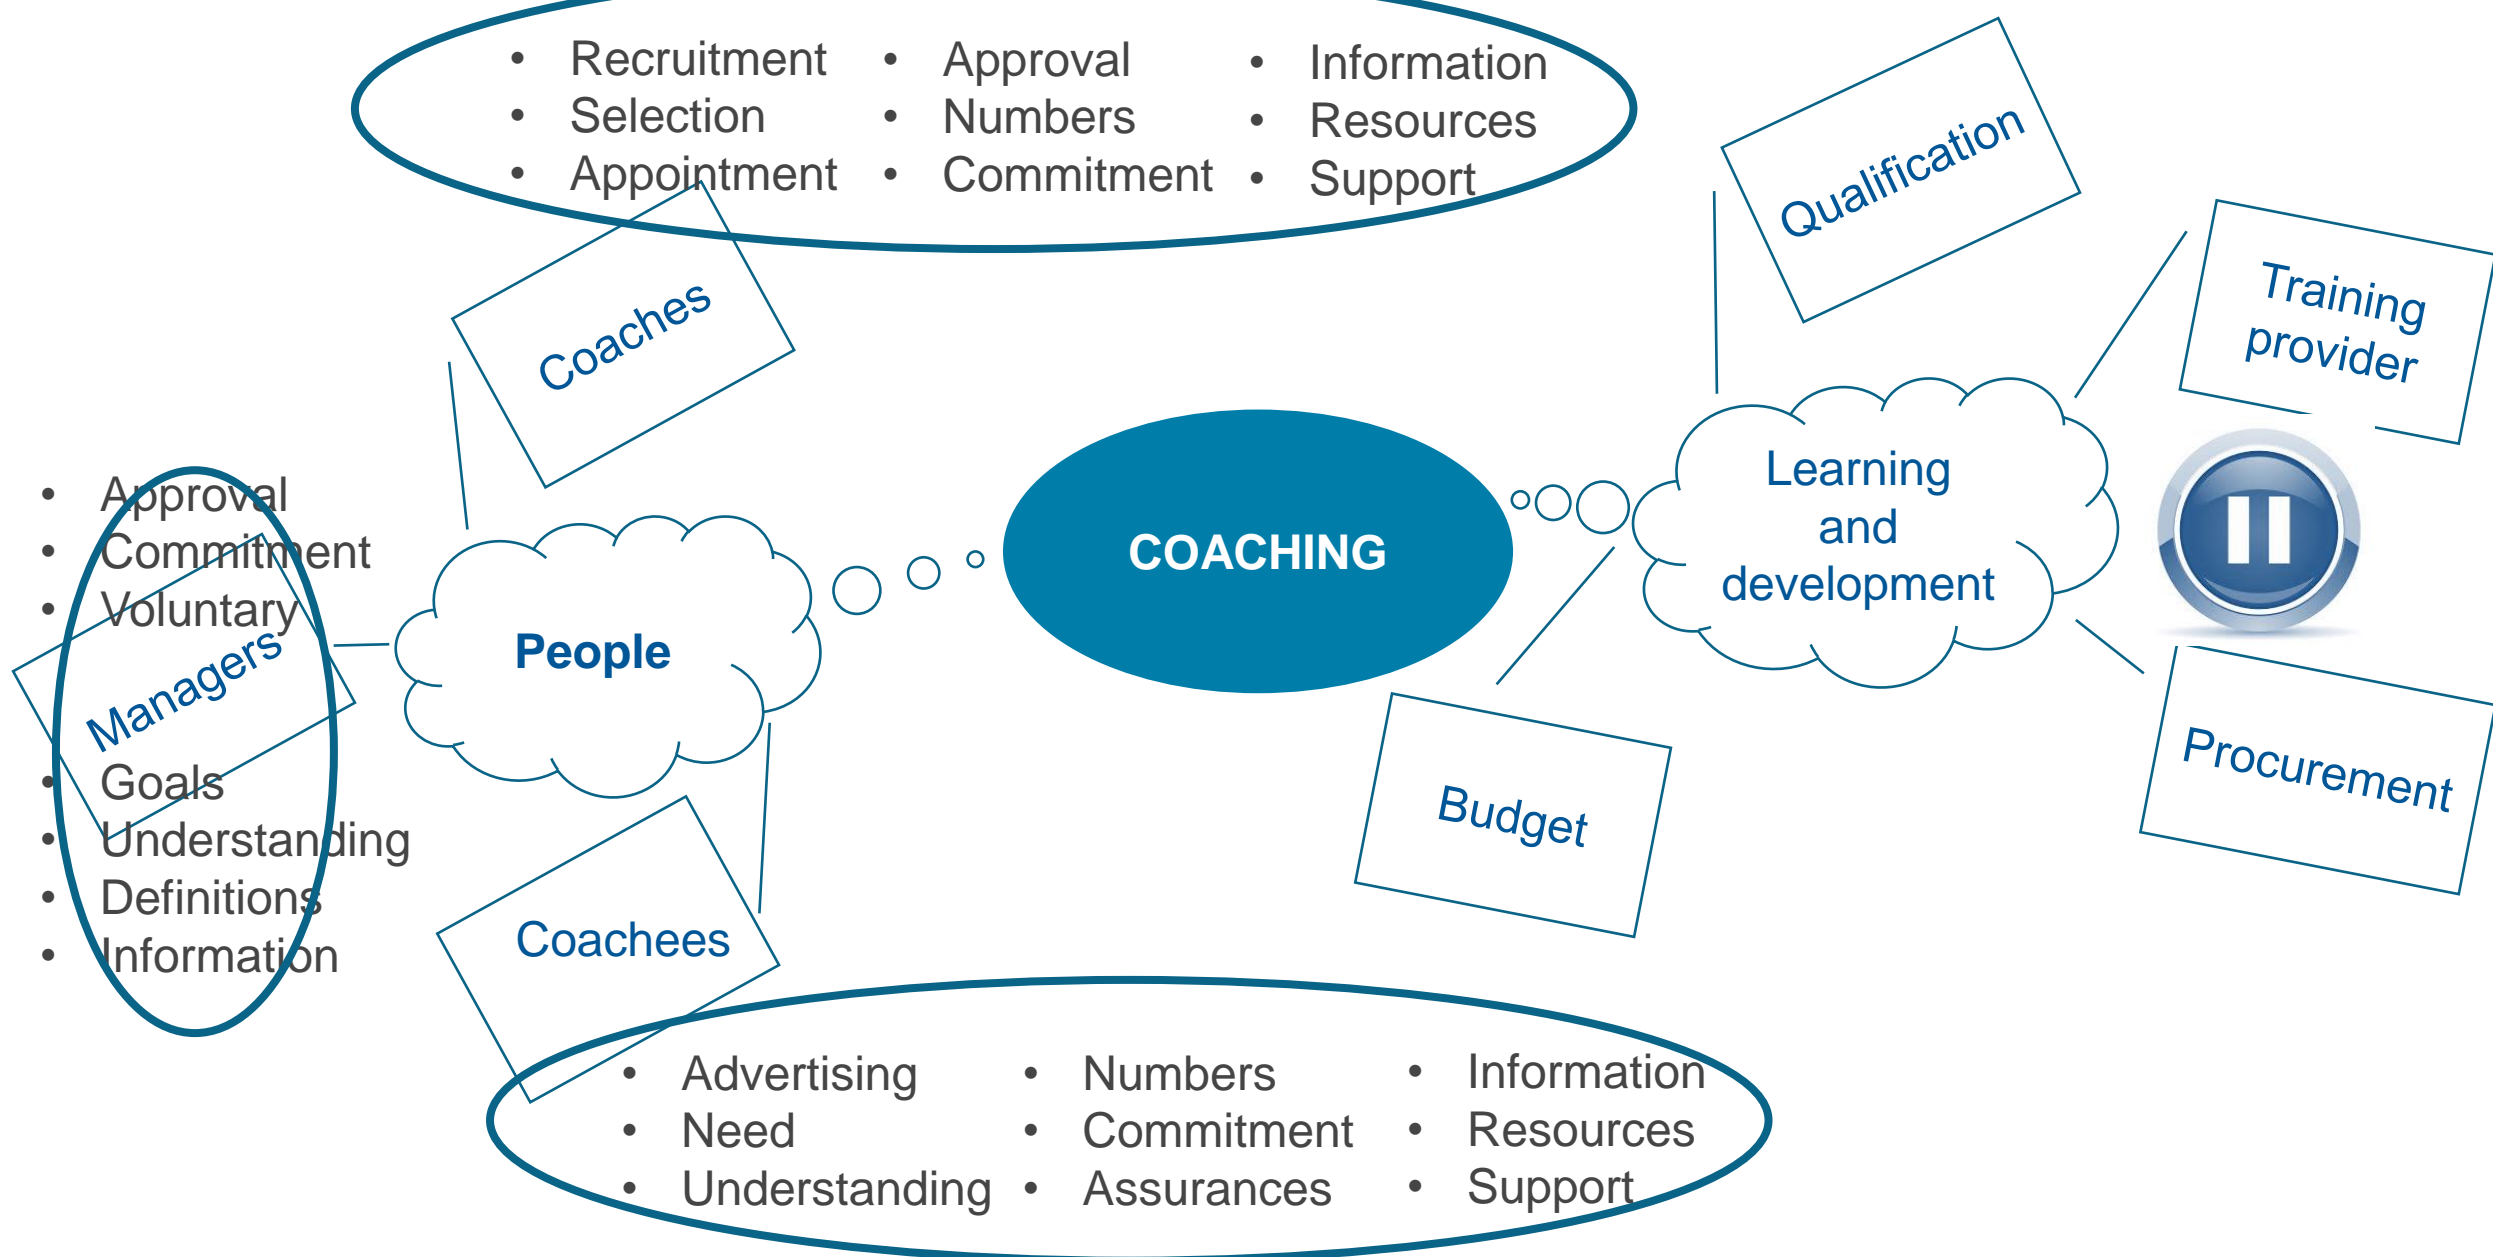 • Recruitment
• Selection
• Appointment
• Approval
• Numbers
• Commitment
• Information
• Resources
• Support
Qualification
Training
provider
Coaches
Learning
and
development
COACHING
People
• Approval
• Commitment
• Voluntary
Managers
• Goals
• Understanding
• Definitions
• Information
Budget
Procurement
Coachees
• Advertising
• Need
• Understanding
• Numbers
• Commitment
• Assurances
• Information
• Resources
• Support